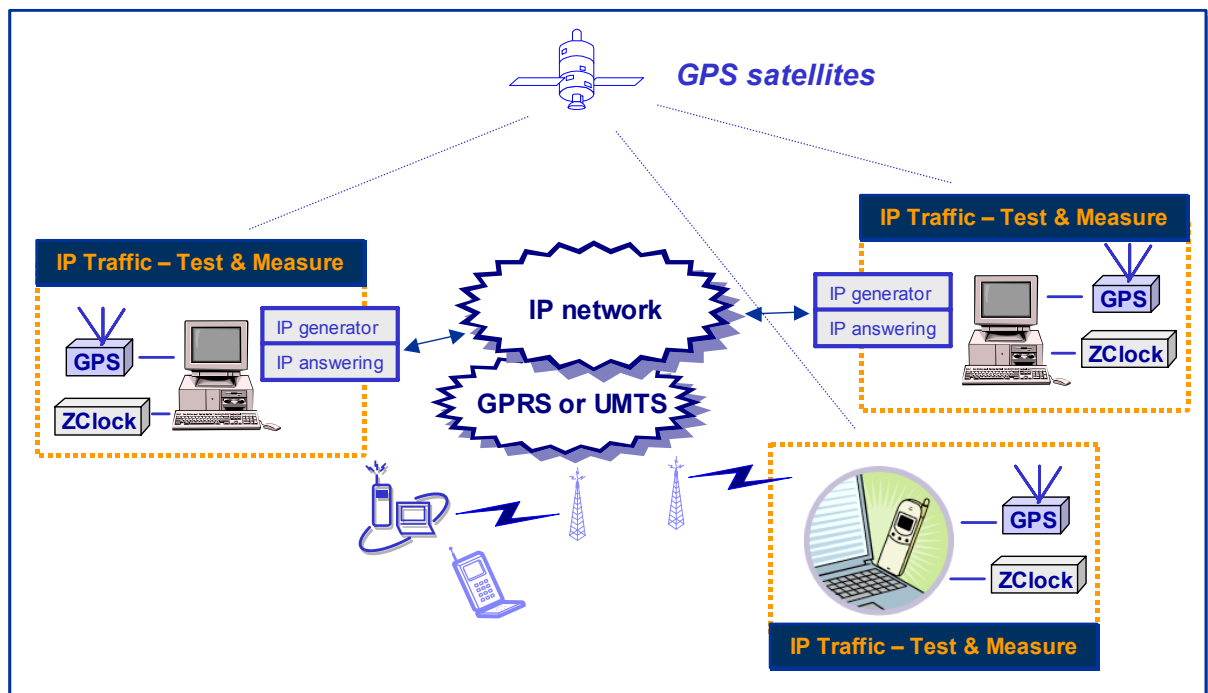 GPS satellites
IP Traffic – Test & Measure
IP Traffic – Test & Measure
IP generator
IP answering
GPS
ZClock
IP network
GPRS or UMTS
IP generator
IP answering
GPS
ZClock
GPS
ZClock
IP Traffic – Test & Measure